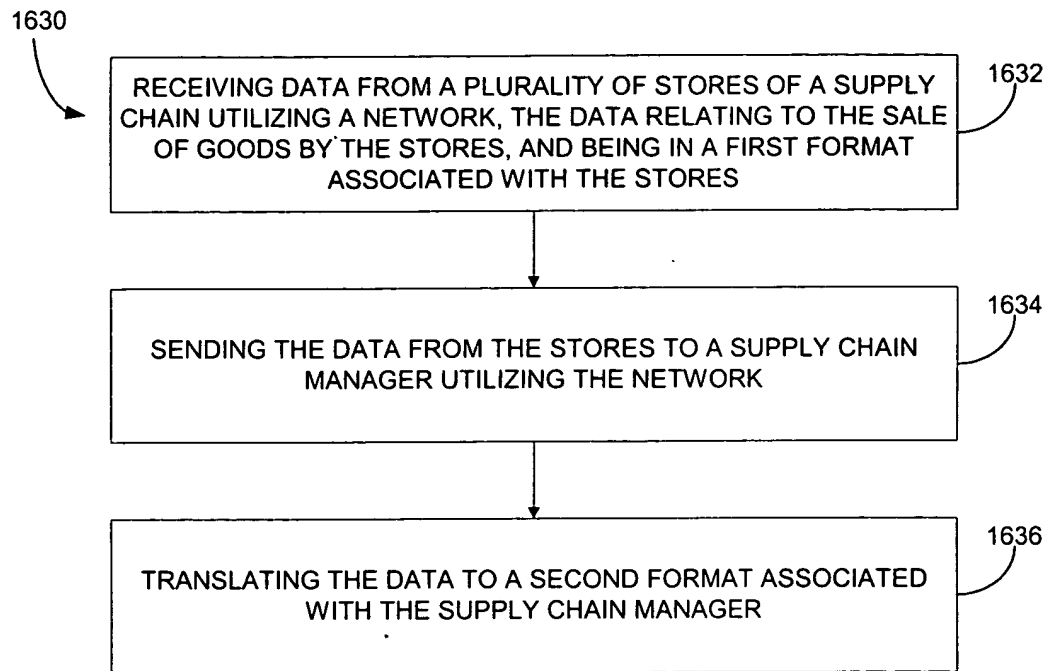 1630
1632
RECEIVING DATA FROM A PLURALITY OF STORES OF A SUPPLY
CHAIN UTILIZING A NETWORK, THE DATA RELATING TO THE SALE
OF GOODS BY THE STORES, AND BEING IN A FIRST FORMAT
ASSOCIATED WITH THE STORES
1634
SENDING THE DATA FROM THE STORES TO A SUPPLY CHAIN
MANAGER UTILIZING THE NETWORK
1636
TRANSLATING THE DATA TO A SECOND FORMAT ASSOCIATED
WITH THE SUPPLY CHAIN MANAGER